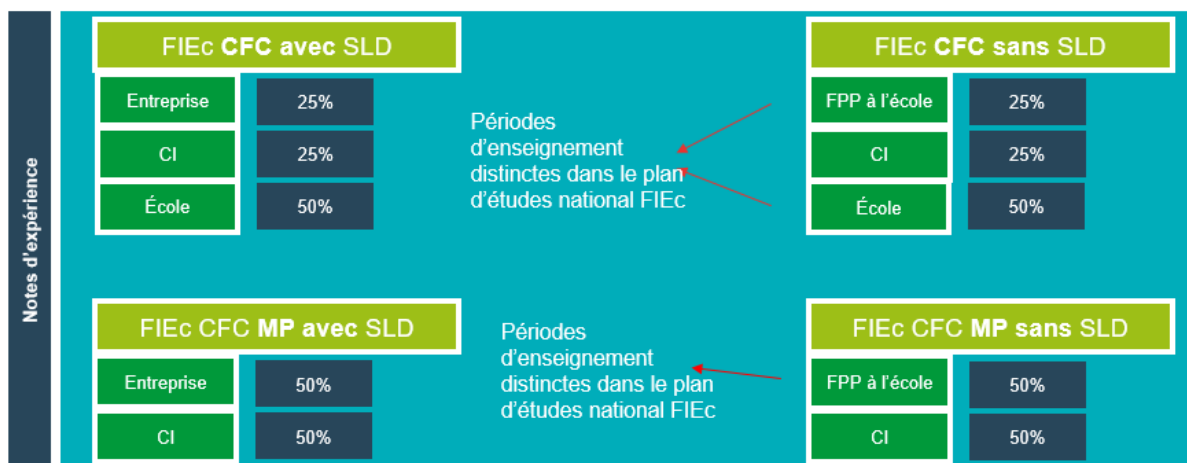 Notes d'expérience
FIEc CFC avec SLD
Entreprise
25%
CI
25%
École
50%
Périodes
d'enseignement
distinctes dans le plan
d'études national FIEc
FIEc CFC sans SLD
FPP à l'école
25%
CI
25%
École
50%
FIEc CFC MP avec SLD
Entreprise
50%
CI
50%
Périodes
d'enseignement
distinctes dans le plan
d'études national FIEc
FIEc CFC MP sans SLD
FPP à l'école
50%
CI
50%